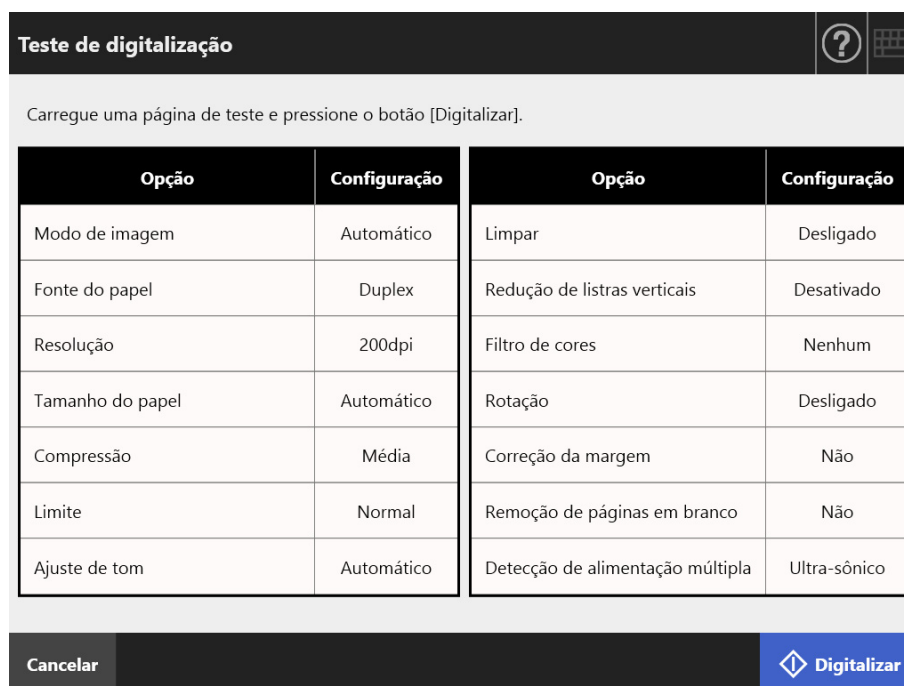 Teste de digitalização
Carregue uma página de teste e pressione o botão [Digitalizar].
Opção Configuração
Modo de imagem Automático
Fonte do papel Duplex
Resolução 200dpi
Tamanho do papel Automático
Compressão Média
Limite Normal
Ajuste de tom Automático
Opção Configuração
Limpar Desligado
Redução de listras verticais Desativado
Filtro de cores Nenhum
Rotação Desligado
Correção da margem Não
Remoção de páginas em branco Não
Detecção de alimentação múltipla Ultra-sônico
Cancelar
Digitalizar